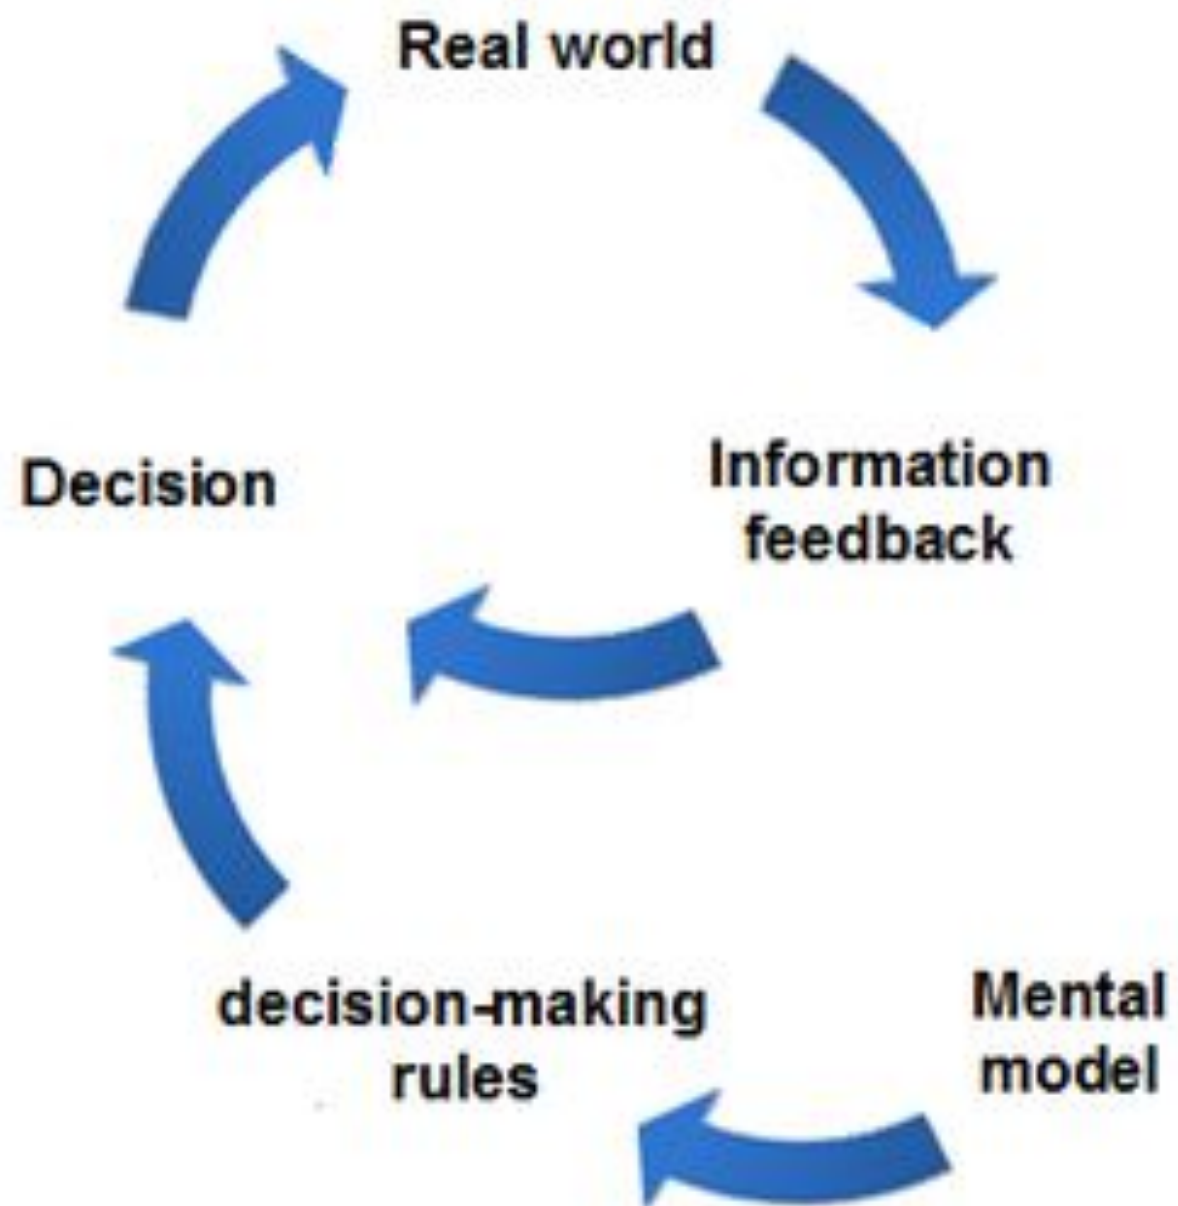 Real world
Decision
Information
feedback
decision-making
rules
Mental
model